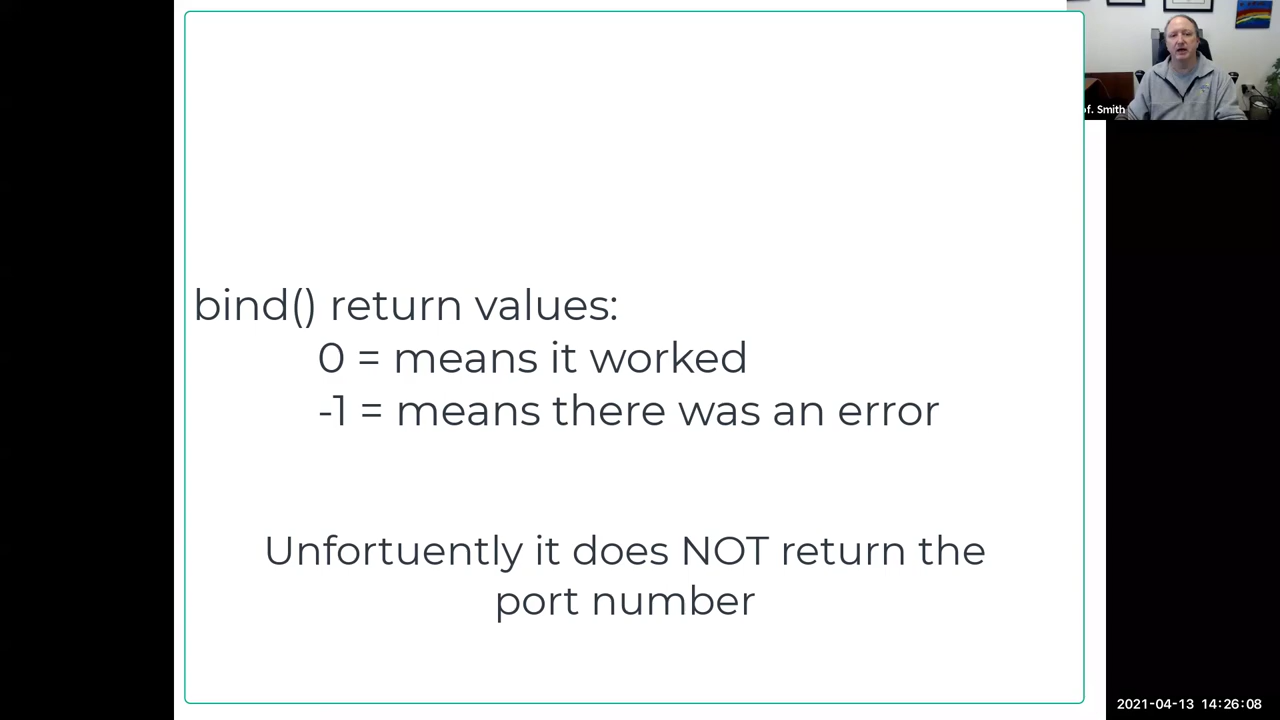 of. Smith
bind() return values:
0 = means it worked
-1 = means there was an error
Unfortuently it does NOT return the
port number
2021-04-13 14:26:08